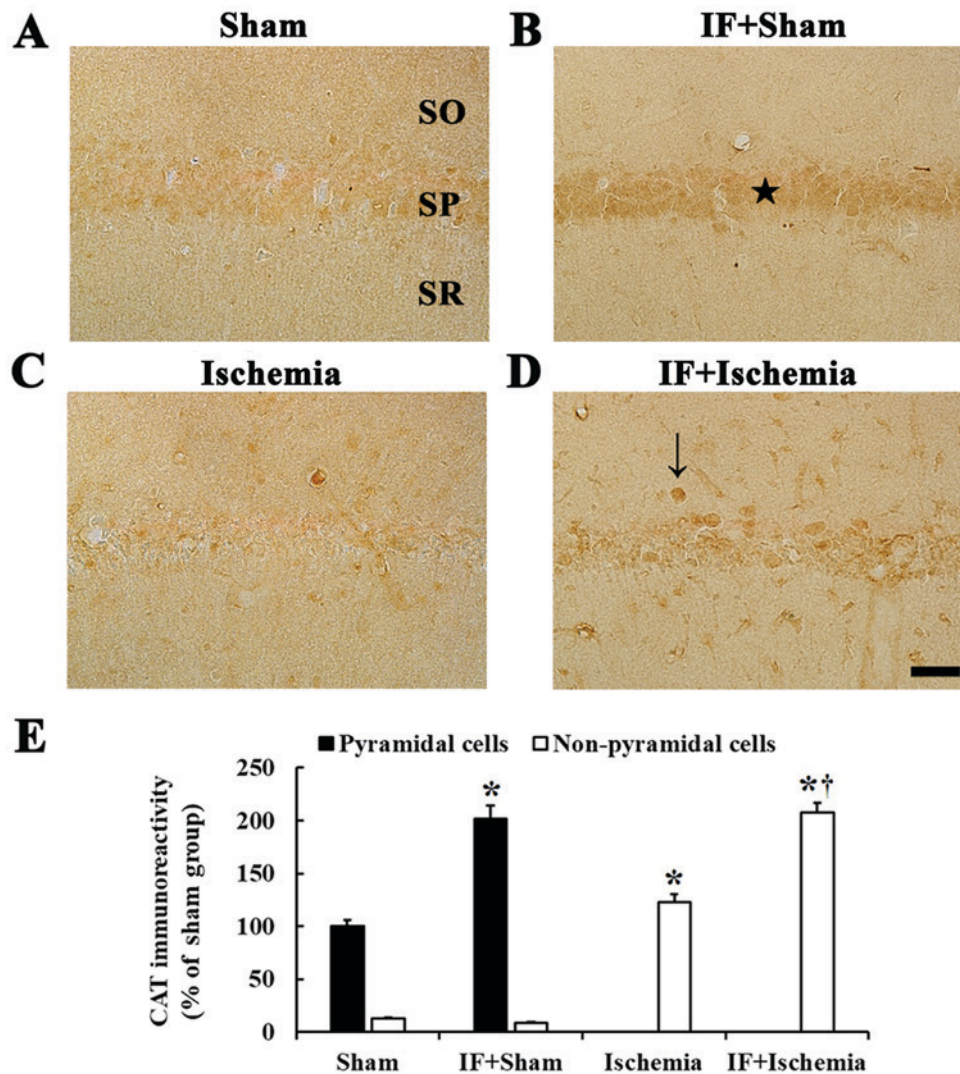 A
Sham
B
IF+Sham
SO
SP
SR
C
Ischemia
D
IF+Ischemia
E
Pyramidal cells
Non-pyramidal cells
CAT immunoreactivity
(% of sham group)
250
200
150
100
50
0
*
*
*†
Sham
IF+Sham
Ischemia
IF+Ischemia